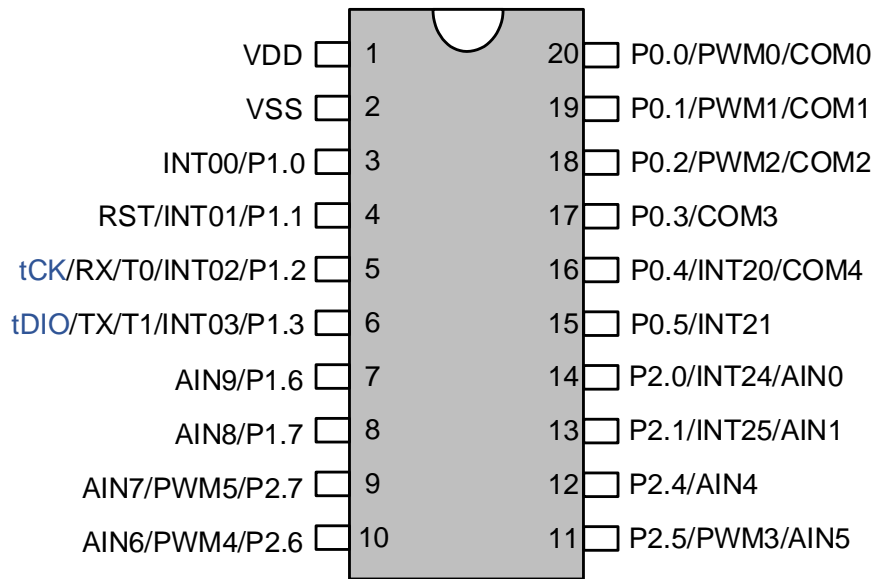 VDD 1 20 P0.0/PWM0/COM0
VSS 2 19 P0.1/PWM1/COM1
INT00/P1.0 3 18 P0.2/PWM2/COM2
RST/INT01/P1.1 4 17 P0.3/COM3
tCK/RX/T0/INT02/P1.2 5 16 P0.4/INT20/COM4
tDIO/TX/T1/INT03/P1.3 6 15 P0.5/INT21
AIN9/P1.6 7 14 P2.0/INT24/AIN0
AIN8/P1.7 8 13 P2.1/INT25/AIN1
AIN7/PWM5/P2.7 9 12 P2.4/AIN4
AIN6/PWM4/P2.6 10 11 P2.5/PWM3/AIN5